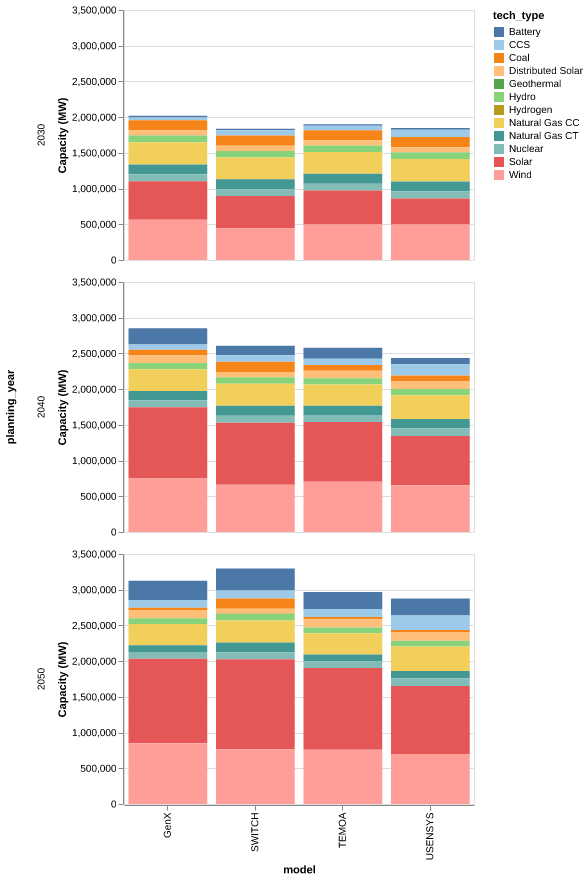 tech_type
Battery
CCS
Coal
Distributed Solar
Geothermal
Hydro
Hydrogen
Natural Gas CC
Natural Gas CT
Nuclear
Solar
Wind
planning_year
2030
Capacity (MW)
3,500,000
3,000,000
2,500,000
2,000,000
1,500,000
1,000,000
500,000
0
2040
Capacity (MW)
3,500,000
3,000,000
2,500,000
2,000,000
1,500,000
1,000,000
500,000
0
2050
Capacity (MW)
3,500,000
3,000,000
2,500,000
2,000,000
1,500,000
1,000,000
500,000
0
GenX
SWITCH
TEMOA
USENSYS
model